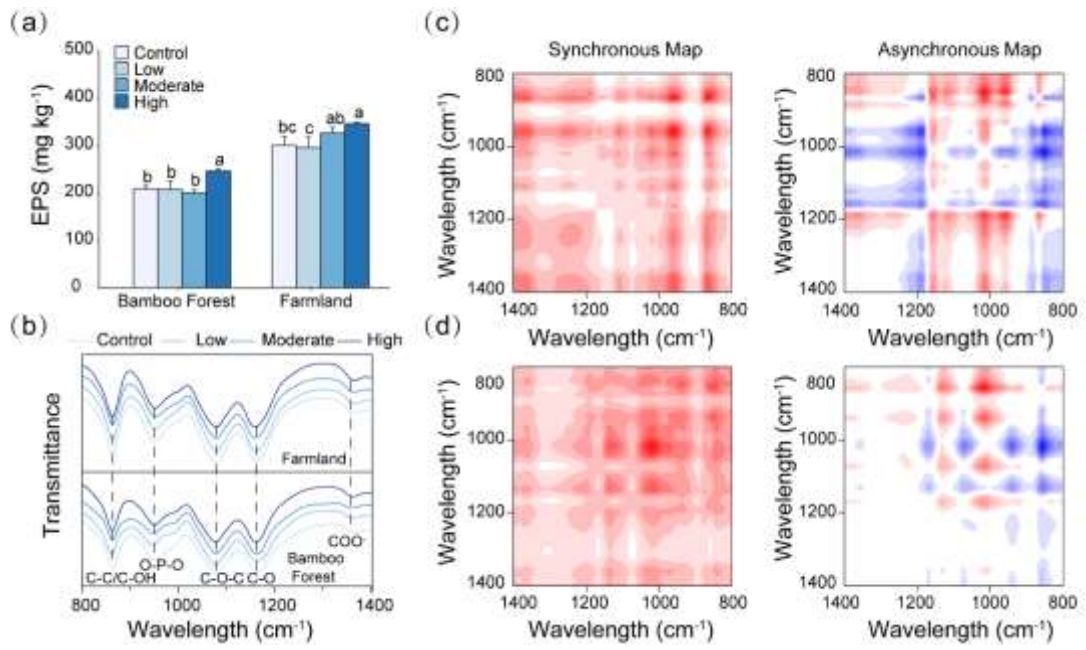 (a)
500
400
300
200
100
0
EPS (mg kg⁻¹)
Control
Low
Moderate
High
b b b a
bc c ab a
Bamboo Forest Farmland
(b)
Control Low Moderate High
Transmittance
Farmland
COO⁻
Bamboo
Forest
O-P-O
C-C/C-OH C-O-C C-O
800 1000 1200 1400
Wavelength (cm⁻¹)
(c)
Synchronous Map
800
1000
1200
1400
Wavelength (cm⁻¹)
1400 1200 1000 800
Wavelength (cm⁻¹)
Asynchronous Map
800
1000
1200
1400
Wavelength (cm⁻¹)
1400 1200 1000 800
Wavelength (cm⁻¹)
(d)
800
1000
1200
1400
Wavelength (cm⁻¹)
1400 1200 1000 800
Wavelength (cm⁻¹)
800
1000
1200
1400
Wavelength (cm⁻¹)
1400 1200 1000 800
Wavelength (cm⁻¹)